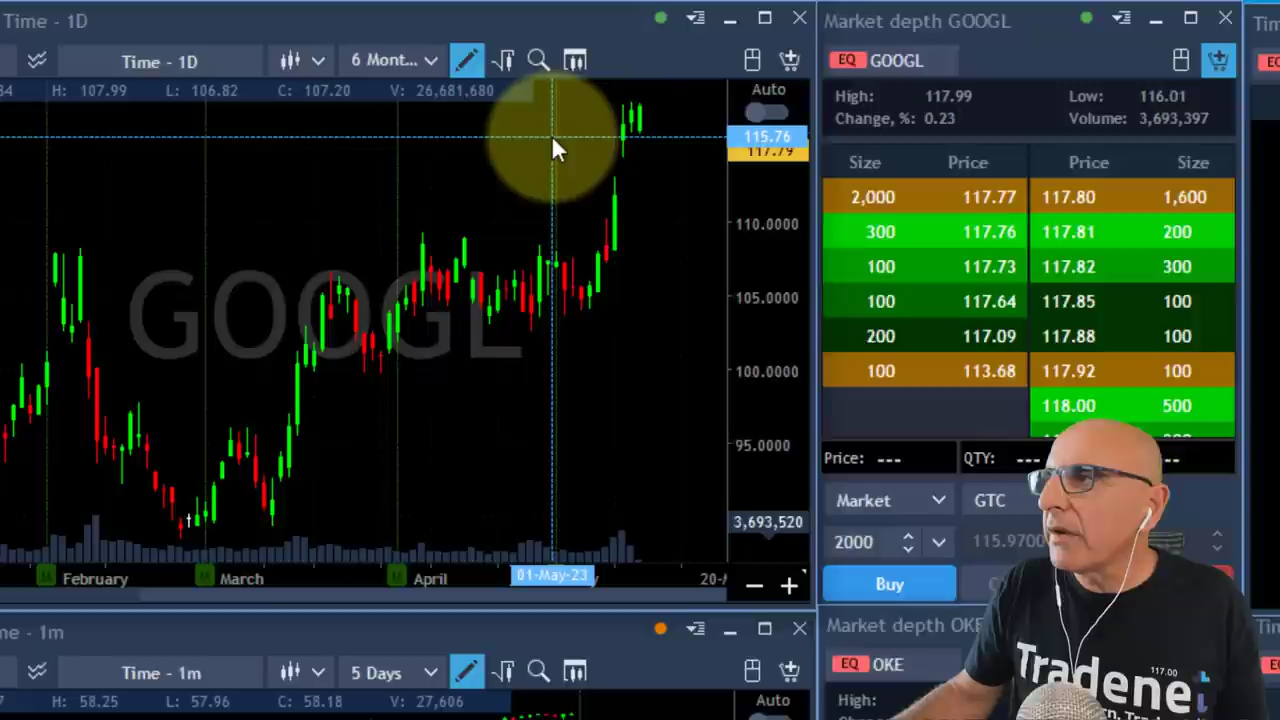 Time - 1D
Time - 1D
6 Mont...
84 H: 107.99 L: 106.82 C: 107.20 V: 26,681,680
Auto
115.76
117.79
110.0000
105.0000
100.0000
95.0000
3,693,520
GOOGL
February
March
April
01-May-23
Market depth GOOGL
EQ GOOGL
High: 117.99 Low: 116.01
Change, %: 0.23 Volume: 3,693,397
Size Price Price Size
2,000 117.77 117.80 1,600
300 117.76 117.81 200
100 117.73 117.82 300
100 117.64 117.85 100
200 117.09 117.88 100
100 113.68 117.92 100
118.00 500
Price: --- QTY: --- --
Market GTC
2000 115.9700
Buy
me - 1m
Time - 1m
5 Days
H: 58.25 L: 57.96 C: 58.18 V: 27,606
Auto
Market depth OKE
EQ OKE
High:
117.00
Tradenet
EQ